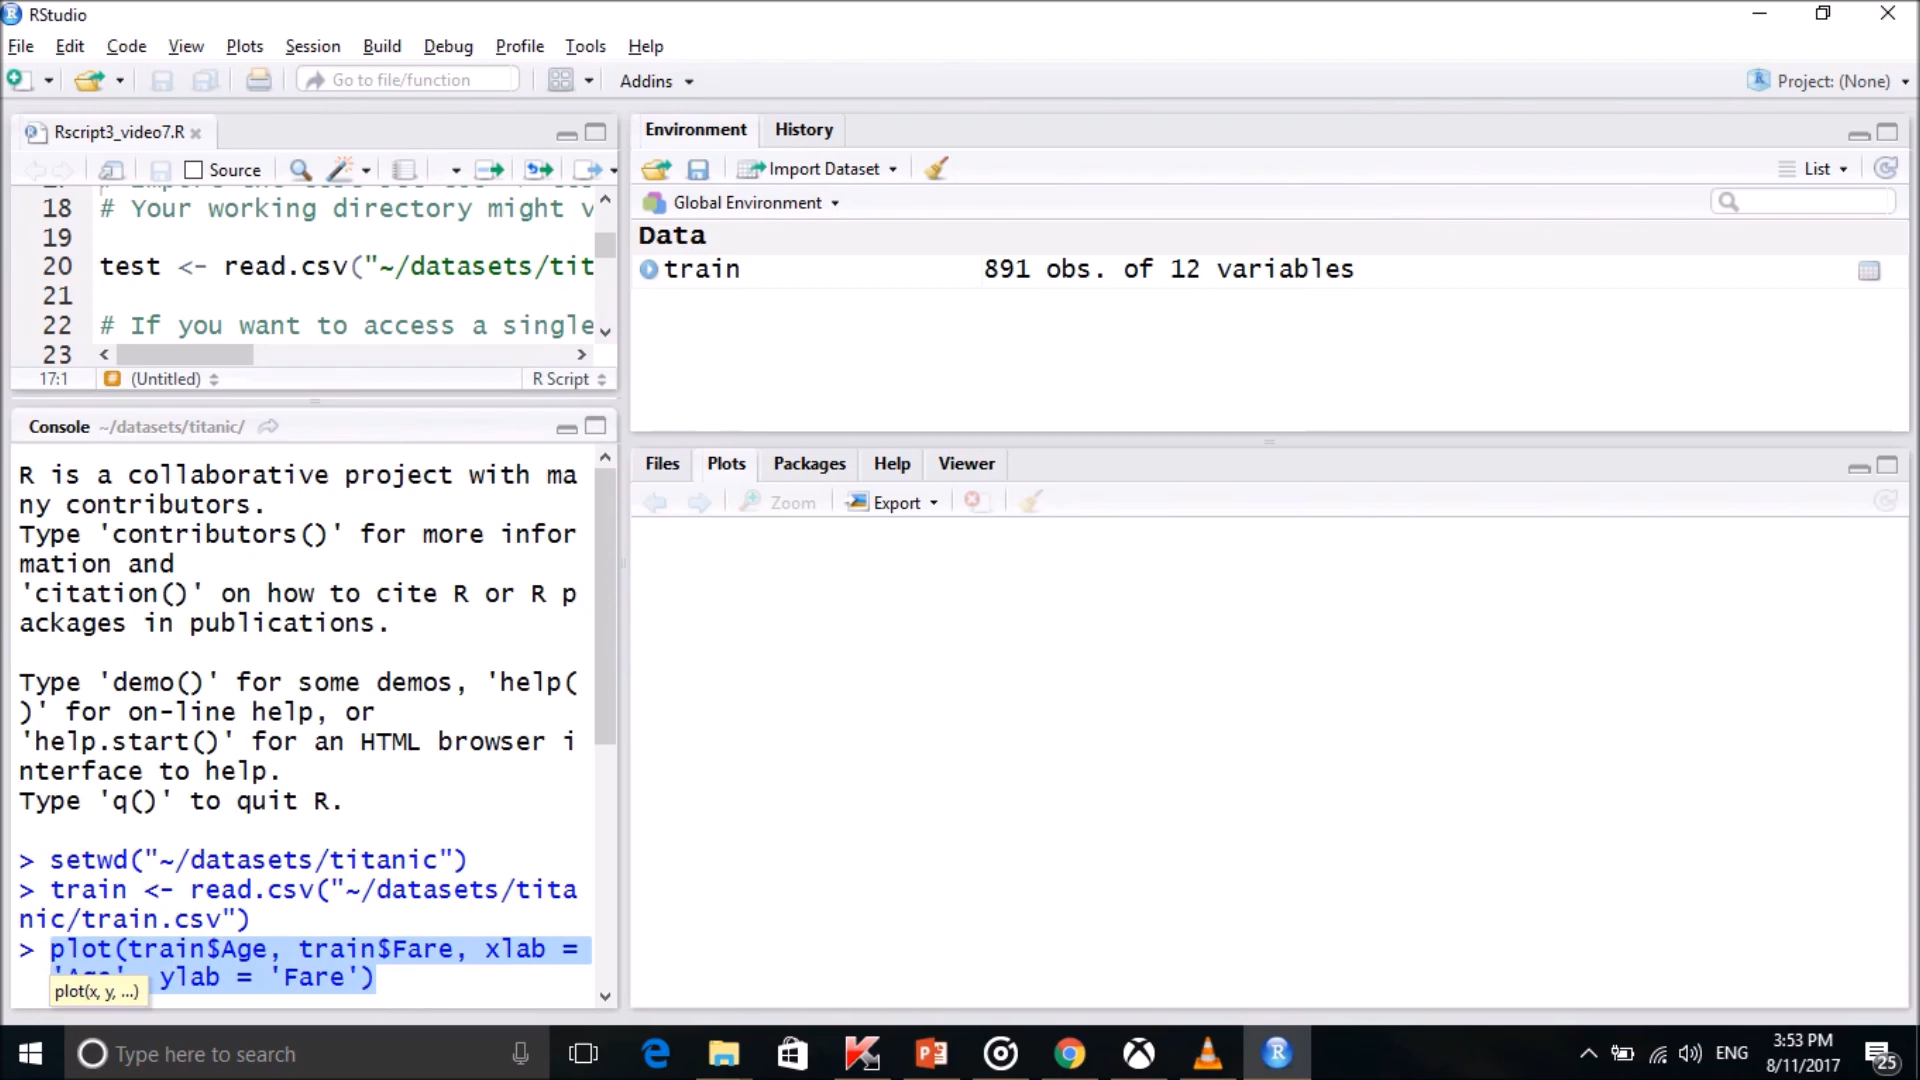 RStudio
File Edit Code View Plots Session Build Debug Profile Tools Help
Go to file/function Addins Project: (None)
Rscript3_video7.R
Source
18 # Your working directory might v
19
20 test <- read.csv("~/datasets/tit
21
22 # If you want to access a single
23
17:1 (Untitled) R Script
Console ~/datasets/titanic/
R is a collaborative project with ma
ny contributors.
Type 'contributors()' for more infor
mation and
'citation()' on how to cite R or R p
ackages in publications.
Type 'demo()' for some demos, 'help(
)' for on-line help, or
'help.start()' for an HTML browser i
nterface to help.
Type 'q()' to quit R.
> setwd("~/datasets/titanic")
> train <- read.csv("~/datasets/tita
nic/train.csv")
> plot(train$Age, train$Fare, xlab =
ylab = 'Fare')
plot(x, y, ...)
Environment History
Import Dataset List
Global Environment
Data
train 891 obs. of 12 variables
Files Plots Packages Help Viewer
Zoom Export
Type here to search
ENG
3:53 PM
8/11/2017
25